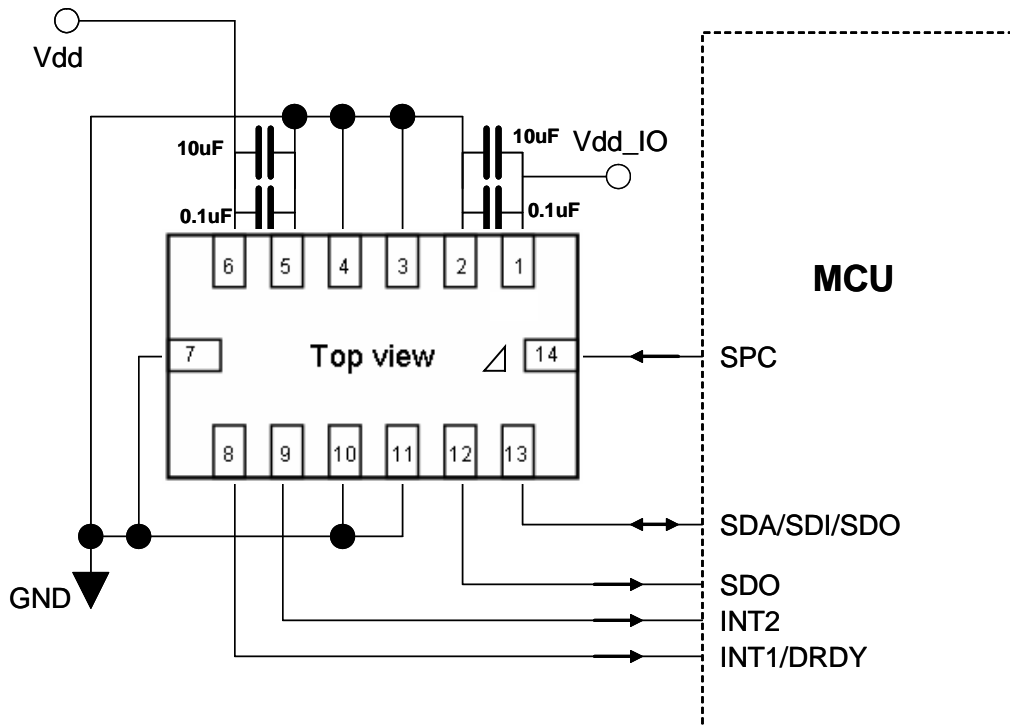 Vdd
10uF
10uF
Vdd_IO
0.1uF
0.1uF
6 5 4 3 2 1
MCU
7
Top view
14
SPC
8 9 10 11 12 13
SDA/SDI/SDO
SDO
GND
INT2
INT1/DRDY